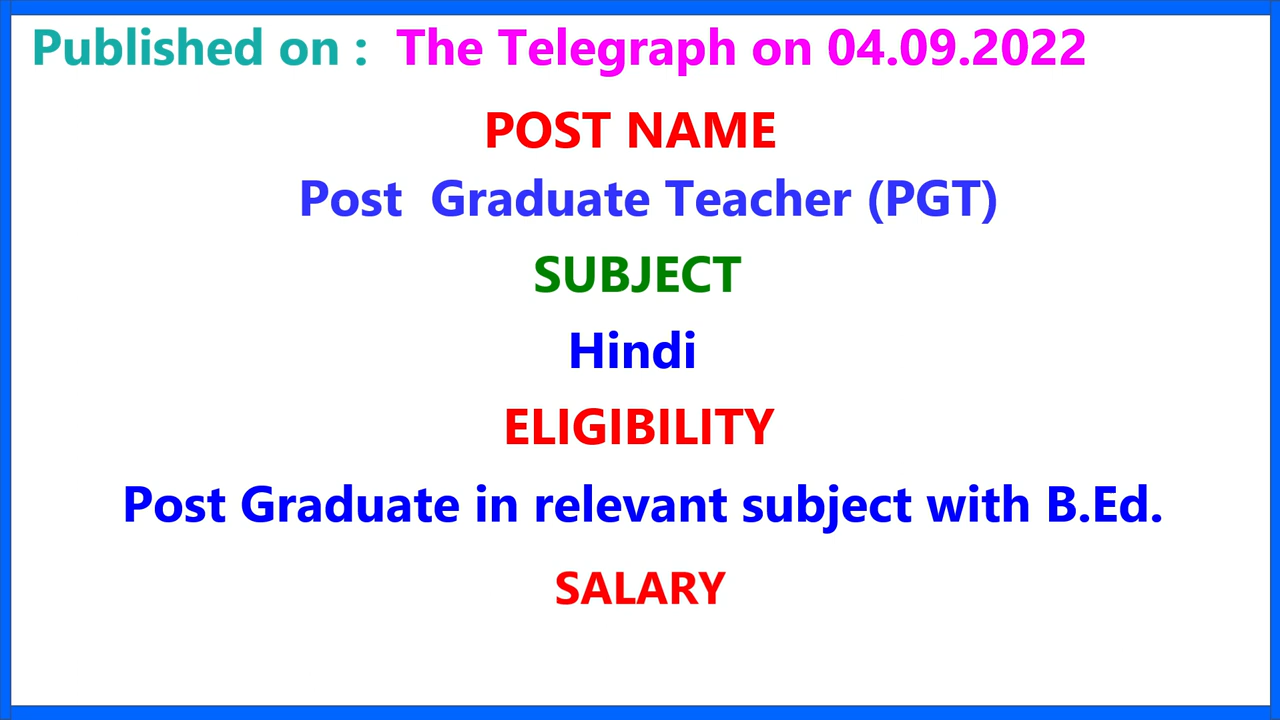 Published on : The Telegraph on 04.09.2022
POST NAME
Post Graduate Teacher (PGT)
SUBJECT
Hindi
ELIGIBILITY
Post Graduate in relevant subject with B.Ed.
SALARY